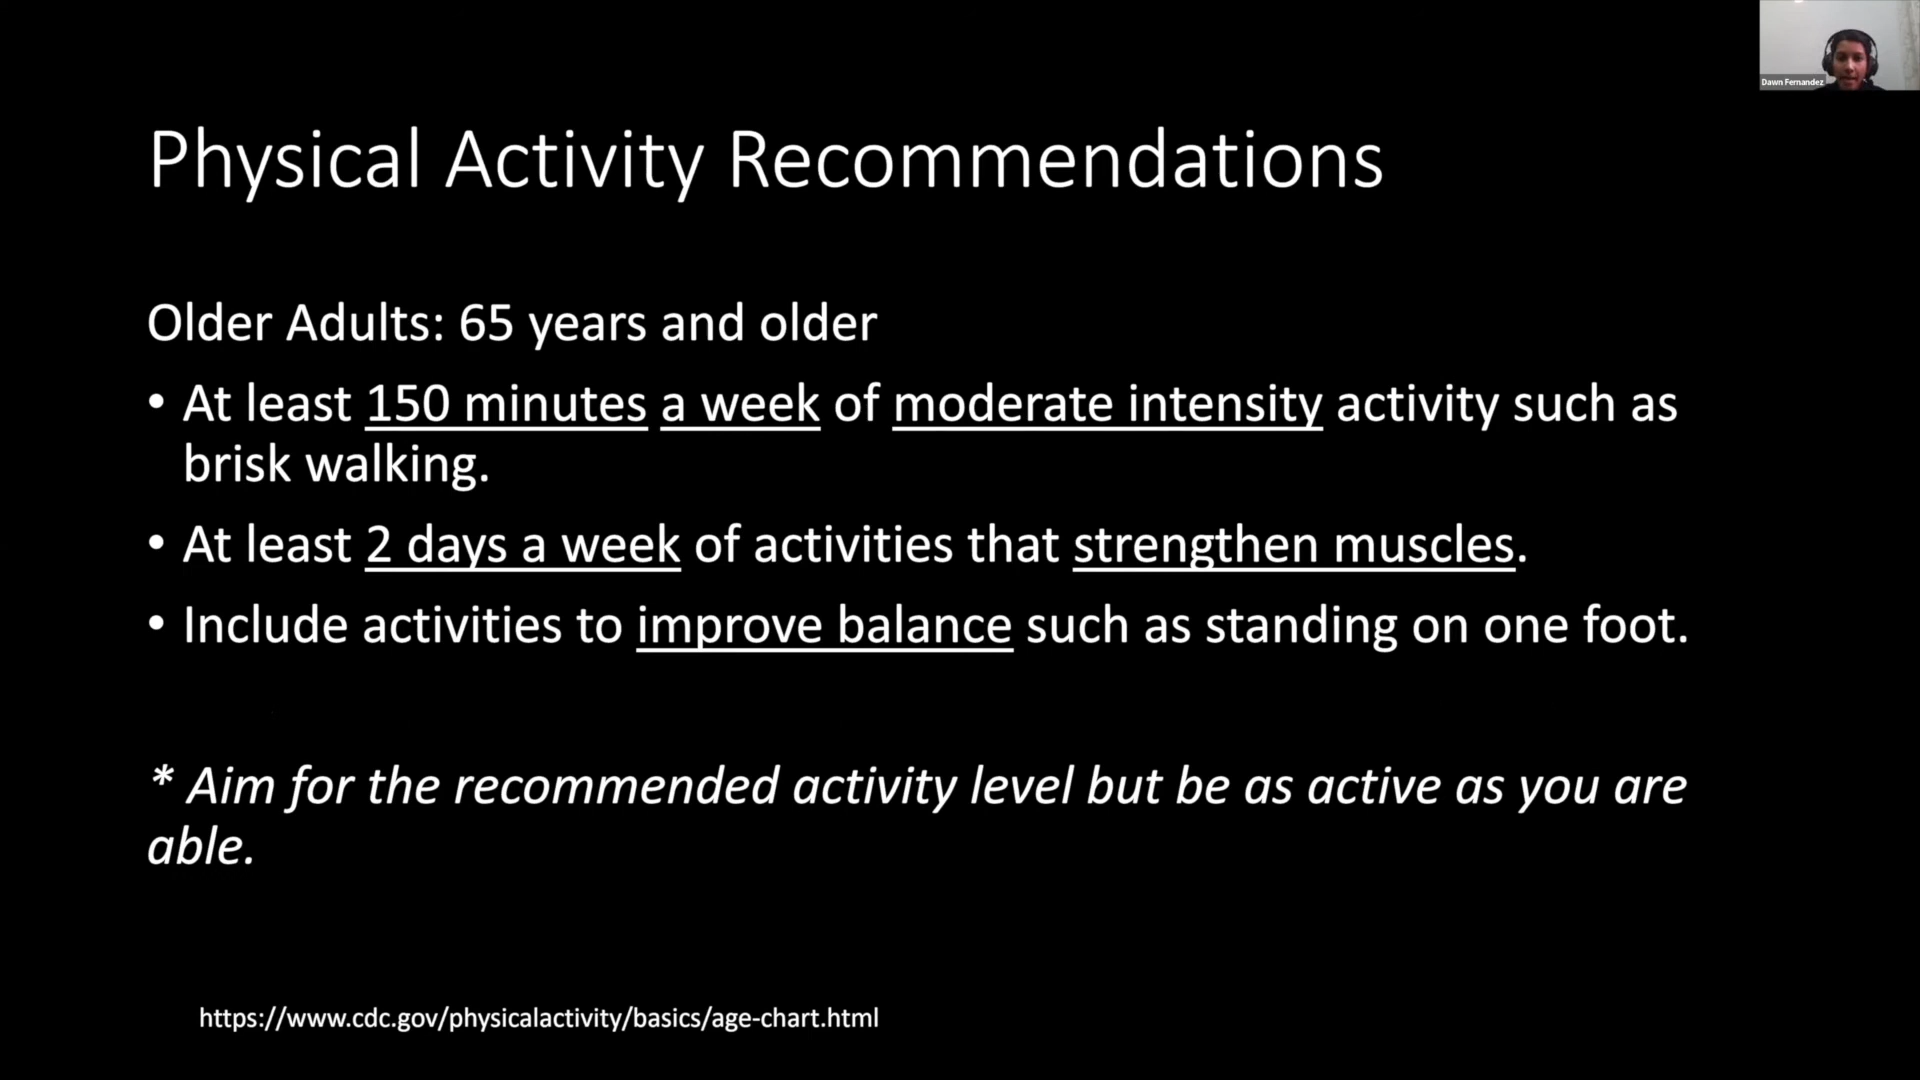 Dawn Fernandez
Physical Activity Recommendations
Older Adults: 65 years and older
• At least 150 minutes a week of moderate intensity activity such as
brisk walking.
• At least 2 days a week of activities that strengthen muscles.
• Include activities to improve balance such as standing on one foot.
* Aim for the recommended activity level but be as active as you are
able.
https://www.cdc.gov/physicalactivity/basics/age-chart.html